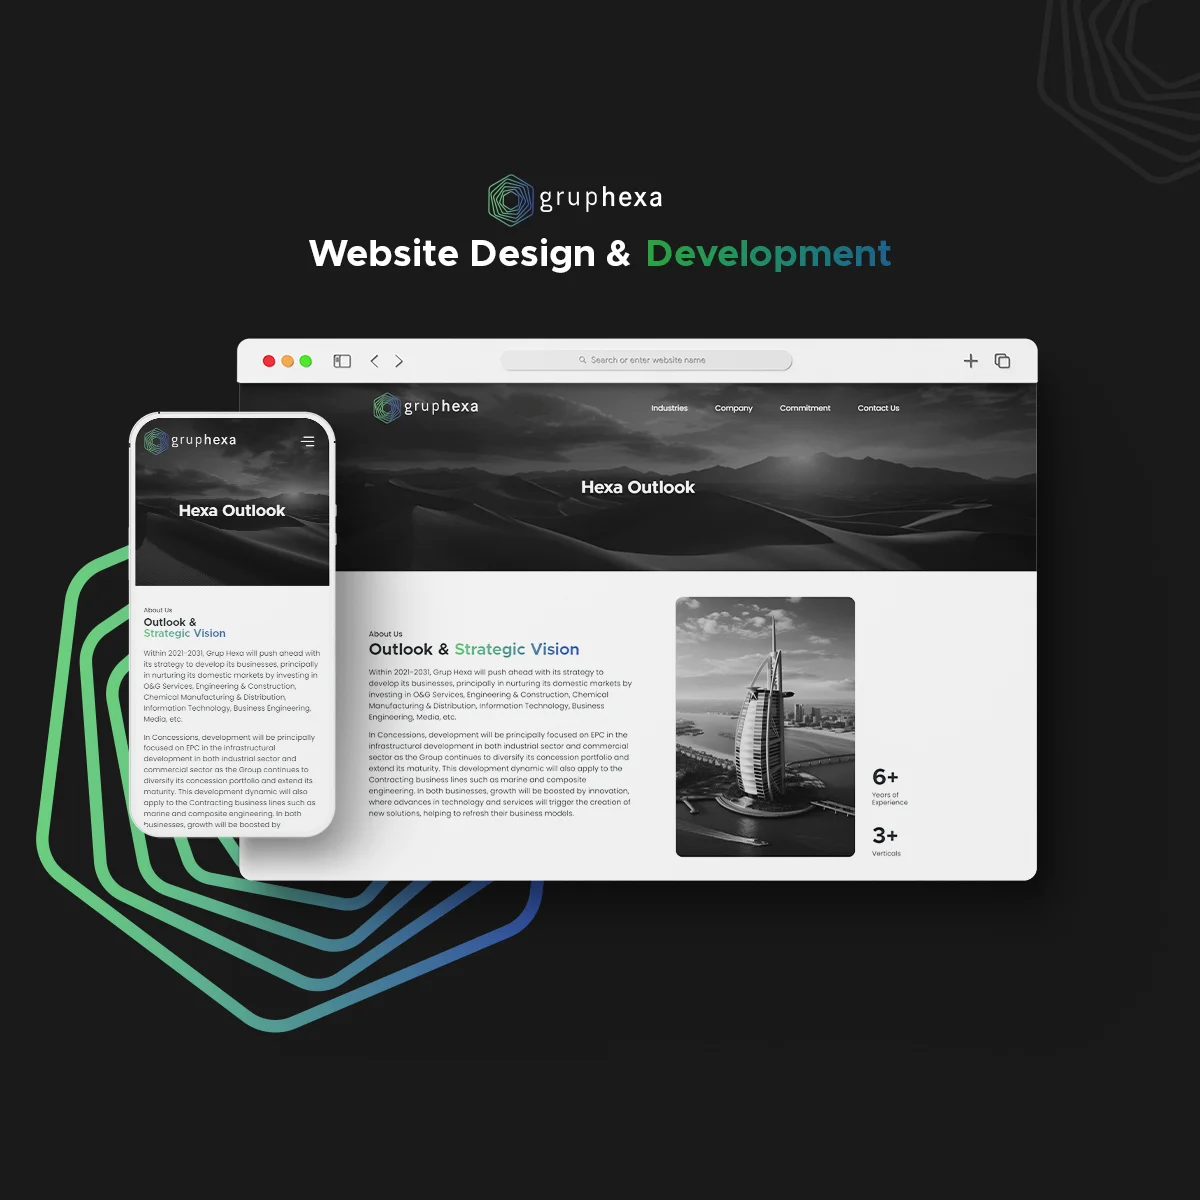 gruphexa
Website Design & Development
Search or enter website name
gruphexa
Industries
Company
Commitment
Contact Us
Hexa Outlook
About Us
Outlook & Strategic Vision
Within 2021-2031, Grup Hexa will push ahead with its strategy to
develop its businesses, principally in nurturing its domestic markets by
investing in O&G Services, Engineering & Construction, Chemical
Manufacturing & Distribution, Information Technology, Business
Engineering, Media, etc.
In Concessions, development will be principally focused on EPC in the
infrastructural development in both industrial sector and commercial
sector as the Group continues to diversify its concession portfolio and
extend its maturity. This development dynamic will also apply to the
Contracting business lines such as marine and composite
engineering. In both businesses, growth will be boosted by innovation,
where advances in technology and services will trigger the creation of
new solutions, helping to refresh their business models.
6+
Years of
Experience
3+
Verticals
gruphexa
Hexa Outlook
About Us
Outlook &
Strategic Vision
Within 2021-2031, Grup Hexa will push ahead with
its strategy to develop its businesses, principally
in nurturing its domestic markets by investing in
O&G Services, Engineering & Construction,
Chemical Manufacturing & Distribution,
Information Technology, Business Engineering,
Media, etc.
In Concessions, development will be principally
focused on EPC in the infrastructural
development in both industrial sector and
commercial sector as the Group continues to
diversify its concession portfolio and extend its
maturity. This development dynamic will also
apply to the Contracting business lines such as
marine and composite engineering. In both
businesses, growth will be boosted by